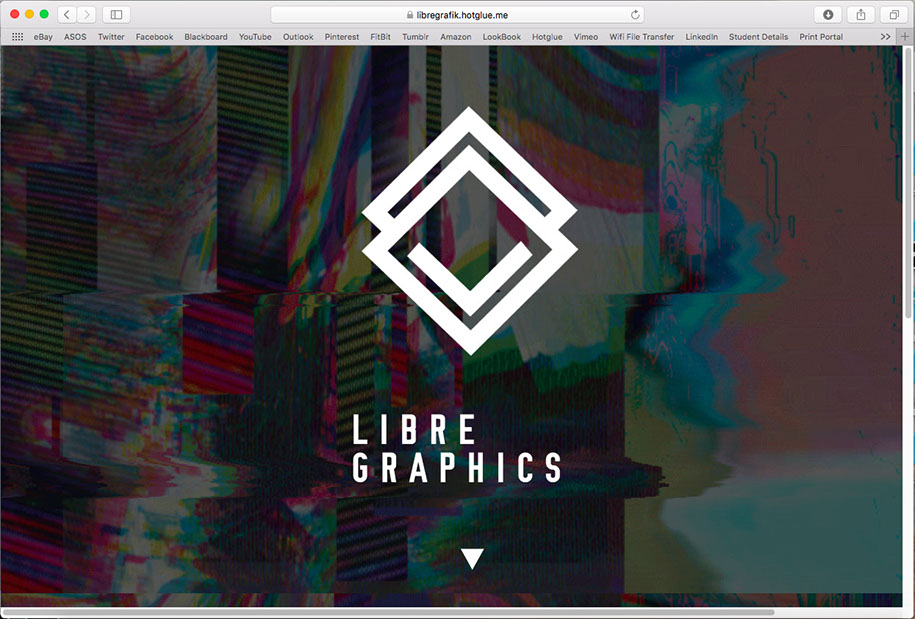 libregrafik.hotglue.me
eBay ASOS Twitter Facebook Blackboard YouTube Outlook Pinterest FitBit Tumblr Amazon LookBook Hotglue Vimeo Wifi File Transfer LinkedIn Student Details Print Portal
LIBRE
GRAPHICS